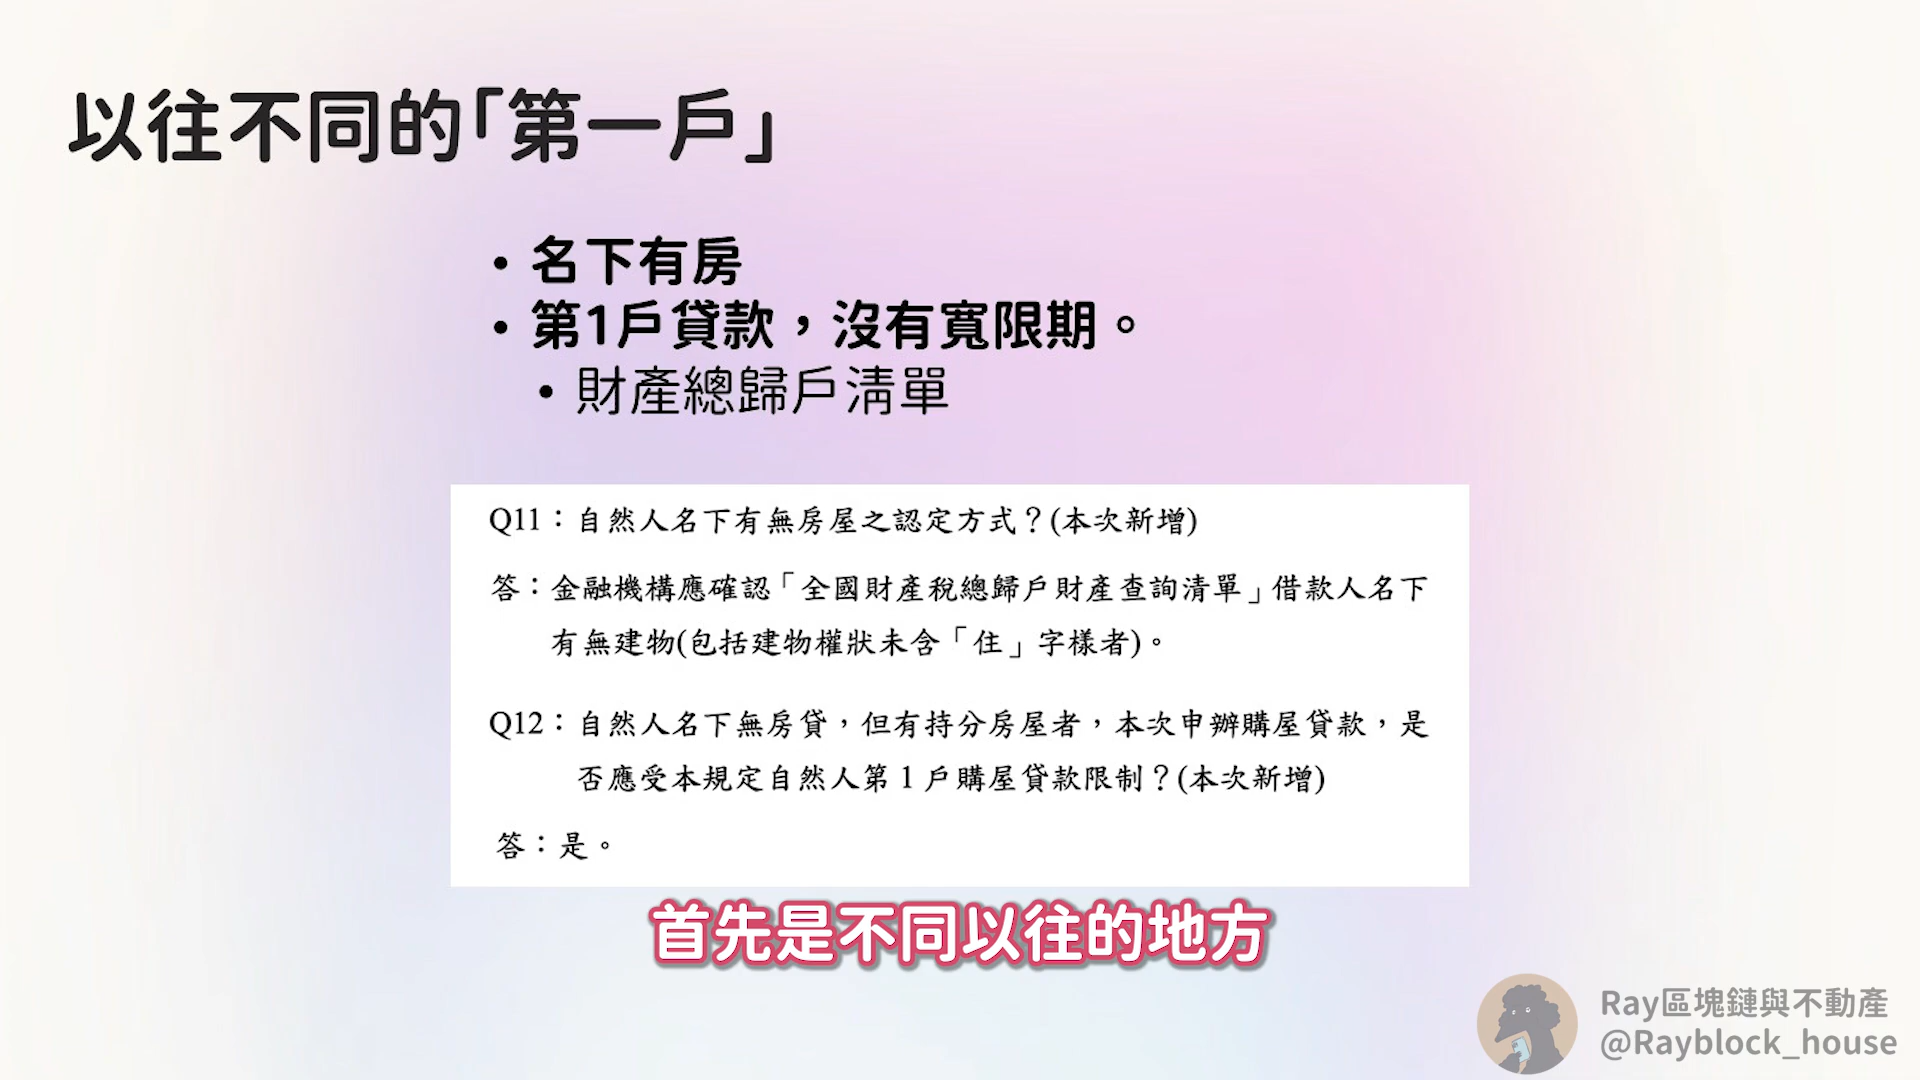 以往不同的「第一戶」
• 名下有房
• 第1戶貸款，沒有寬限期。
• 財產總歸戶清單
Q11：自然人名下有無房屋之認定方式？(本次新增)
答：金融機構應確認「全國財產稅總歸戶財產查詢清單」借款人名下
有無建物(包括建物權狀未含「住」字樣者)。
Q12：自然人名下無房貸，但有持分房屋者，本次申辦購屋貸款，是
否應受本規定自然人第 1 戶購屋貸款限制？(本次新增)
答：是。
首先是不同以往的地方
Ray區塊鏈與不動產
@Rayblock_house